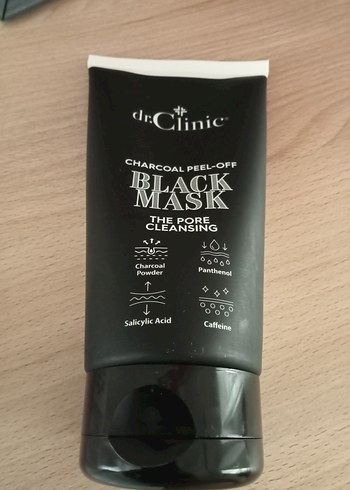 dr.Clinic®
CHARCOAL PEEL-OFF
BLACK
MASK
THE PORE
CLEANSING
Charcoal
Powder
Panthenol
Salicylic Acid
Caffeine